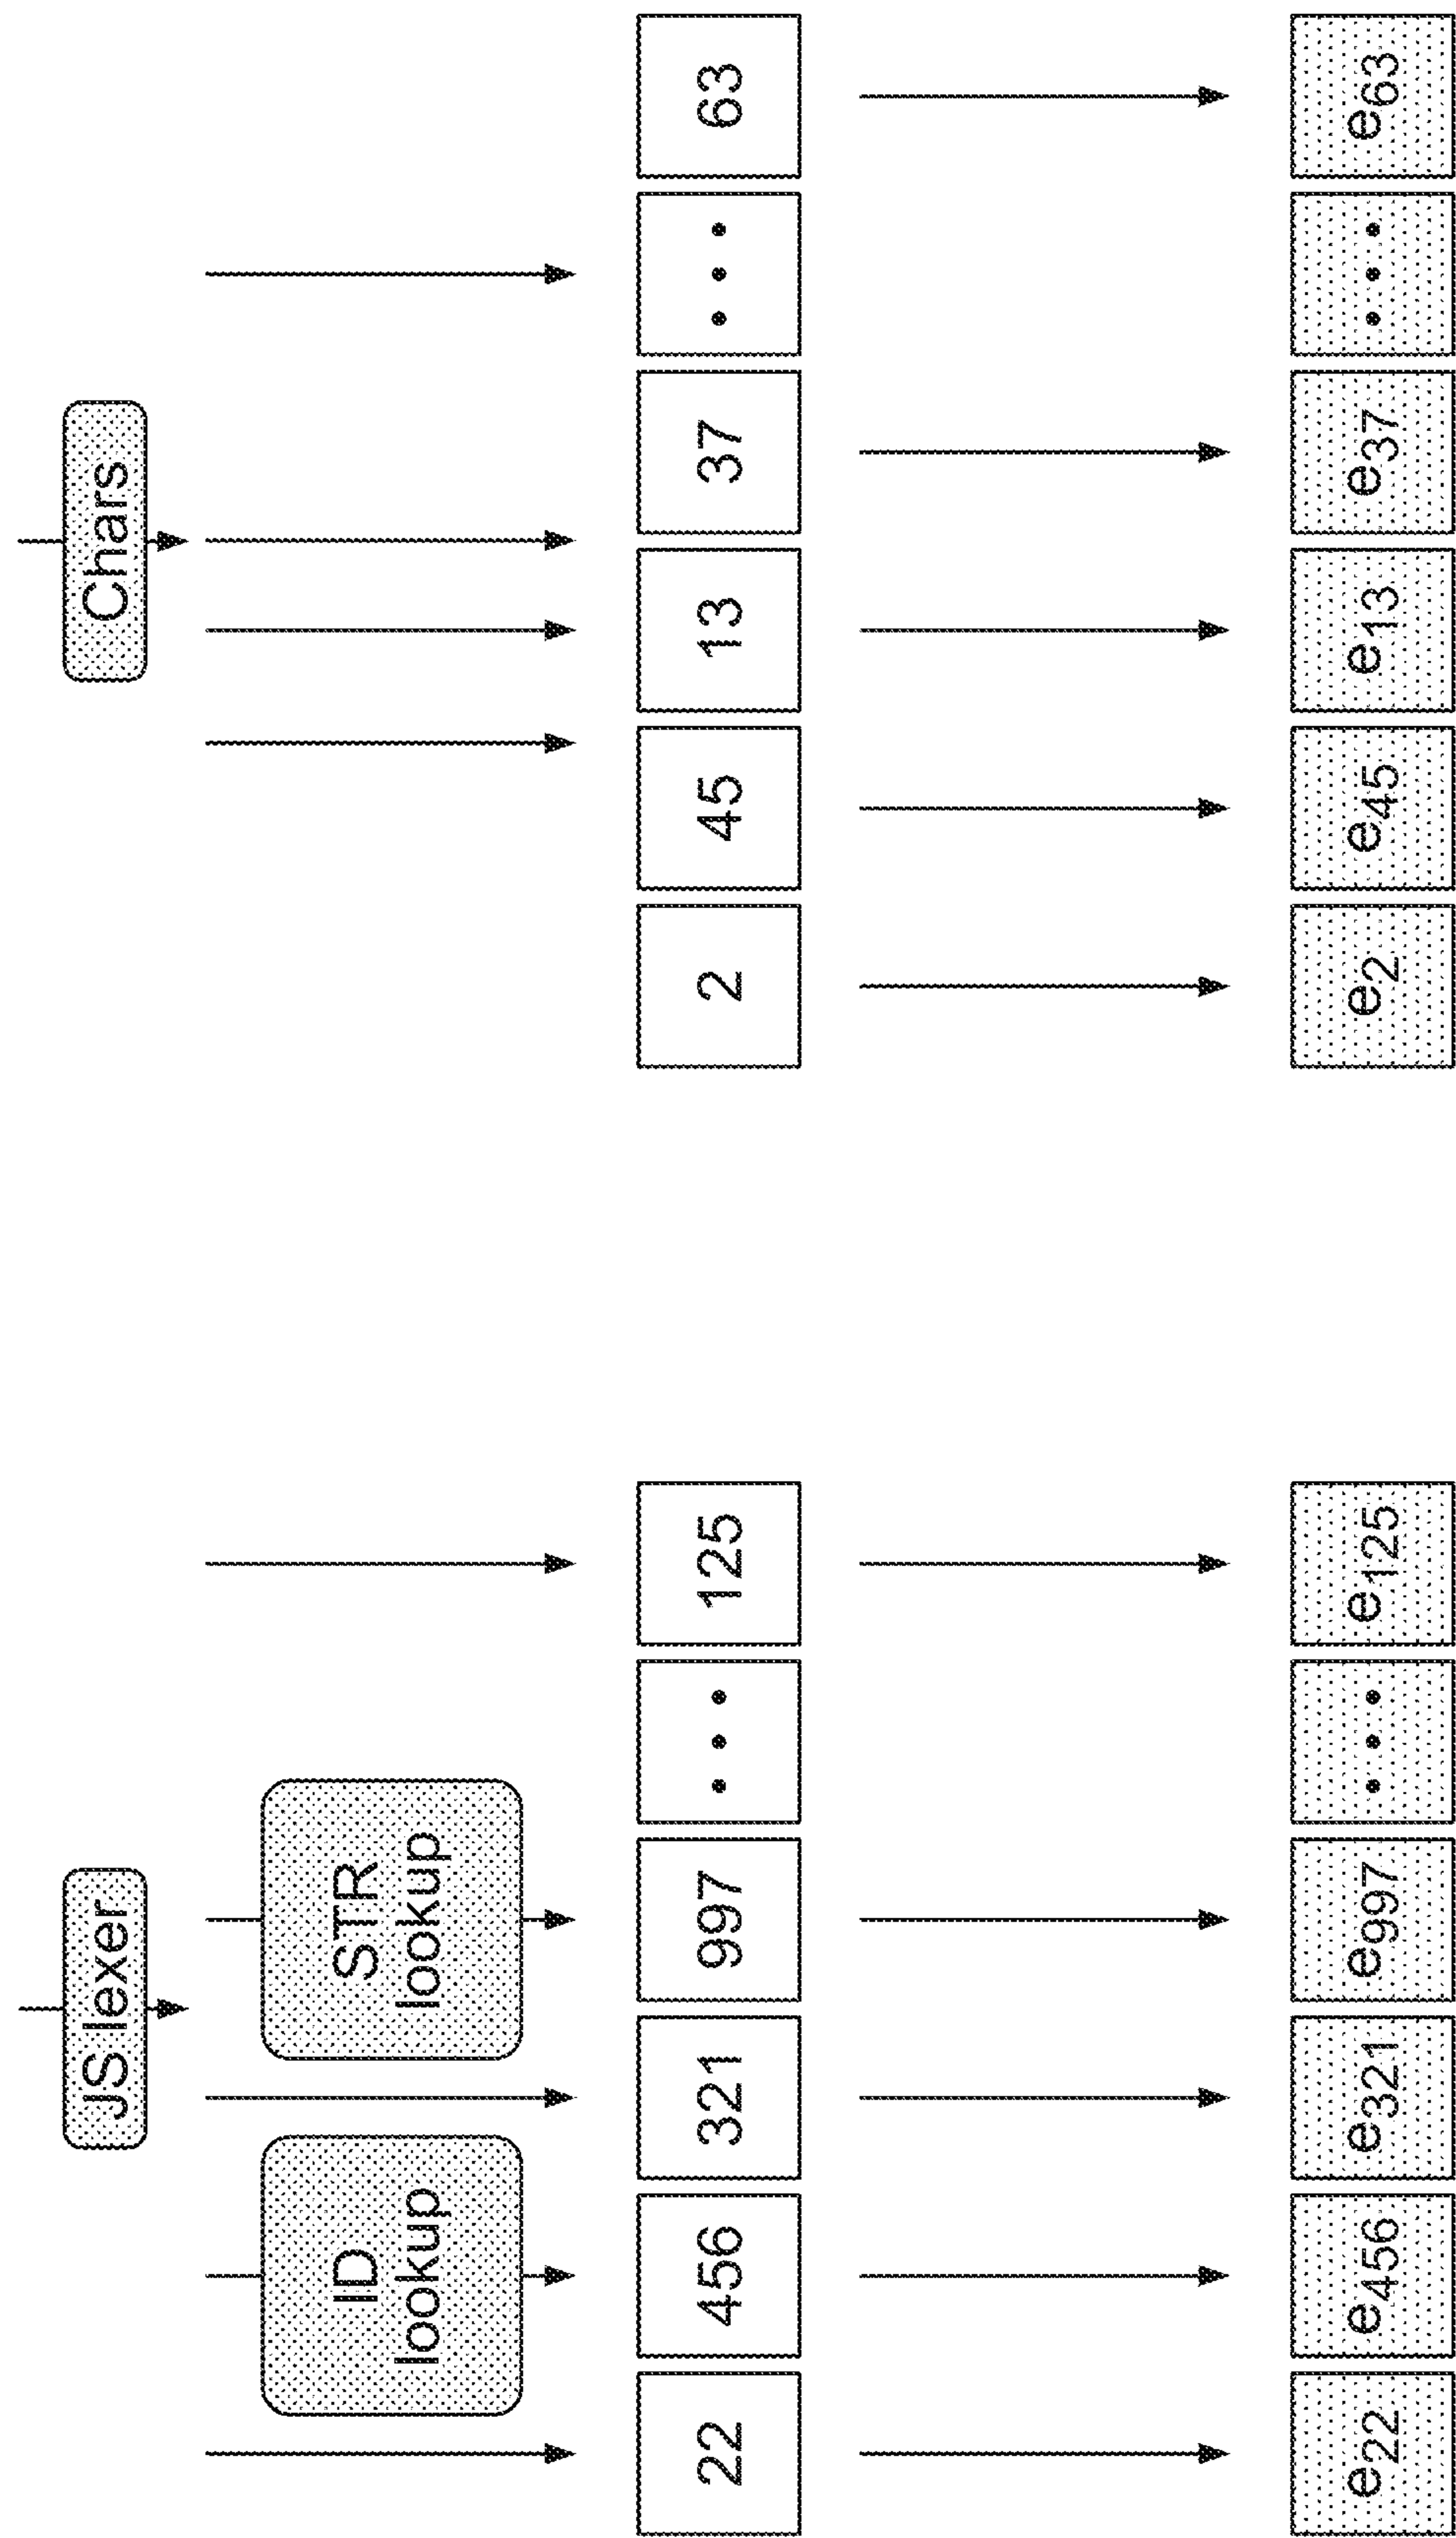 JS lexer
Chars
ID
lookup
STR
lookup
22 456 321 997 ... 125
2 45 13 37 ... 63
e22 e456 e321 e997 ... e125
e2 e45 e13 e37 ... e63